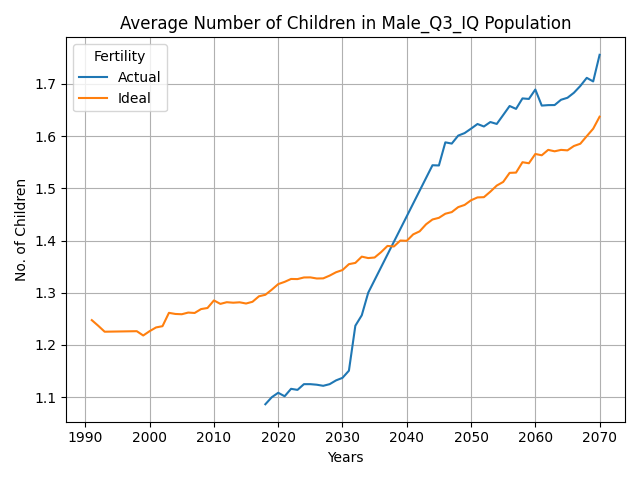 Average Number of Children in Male_Q3_IQ Population
Fertility
Actual
Ideal
No. of Children
1.7
1.6
1.5
1.4
1.3
1.2
1.1
1990 2000 2010 2020 2030 2040 2050 2060 2070
Years